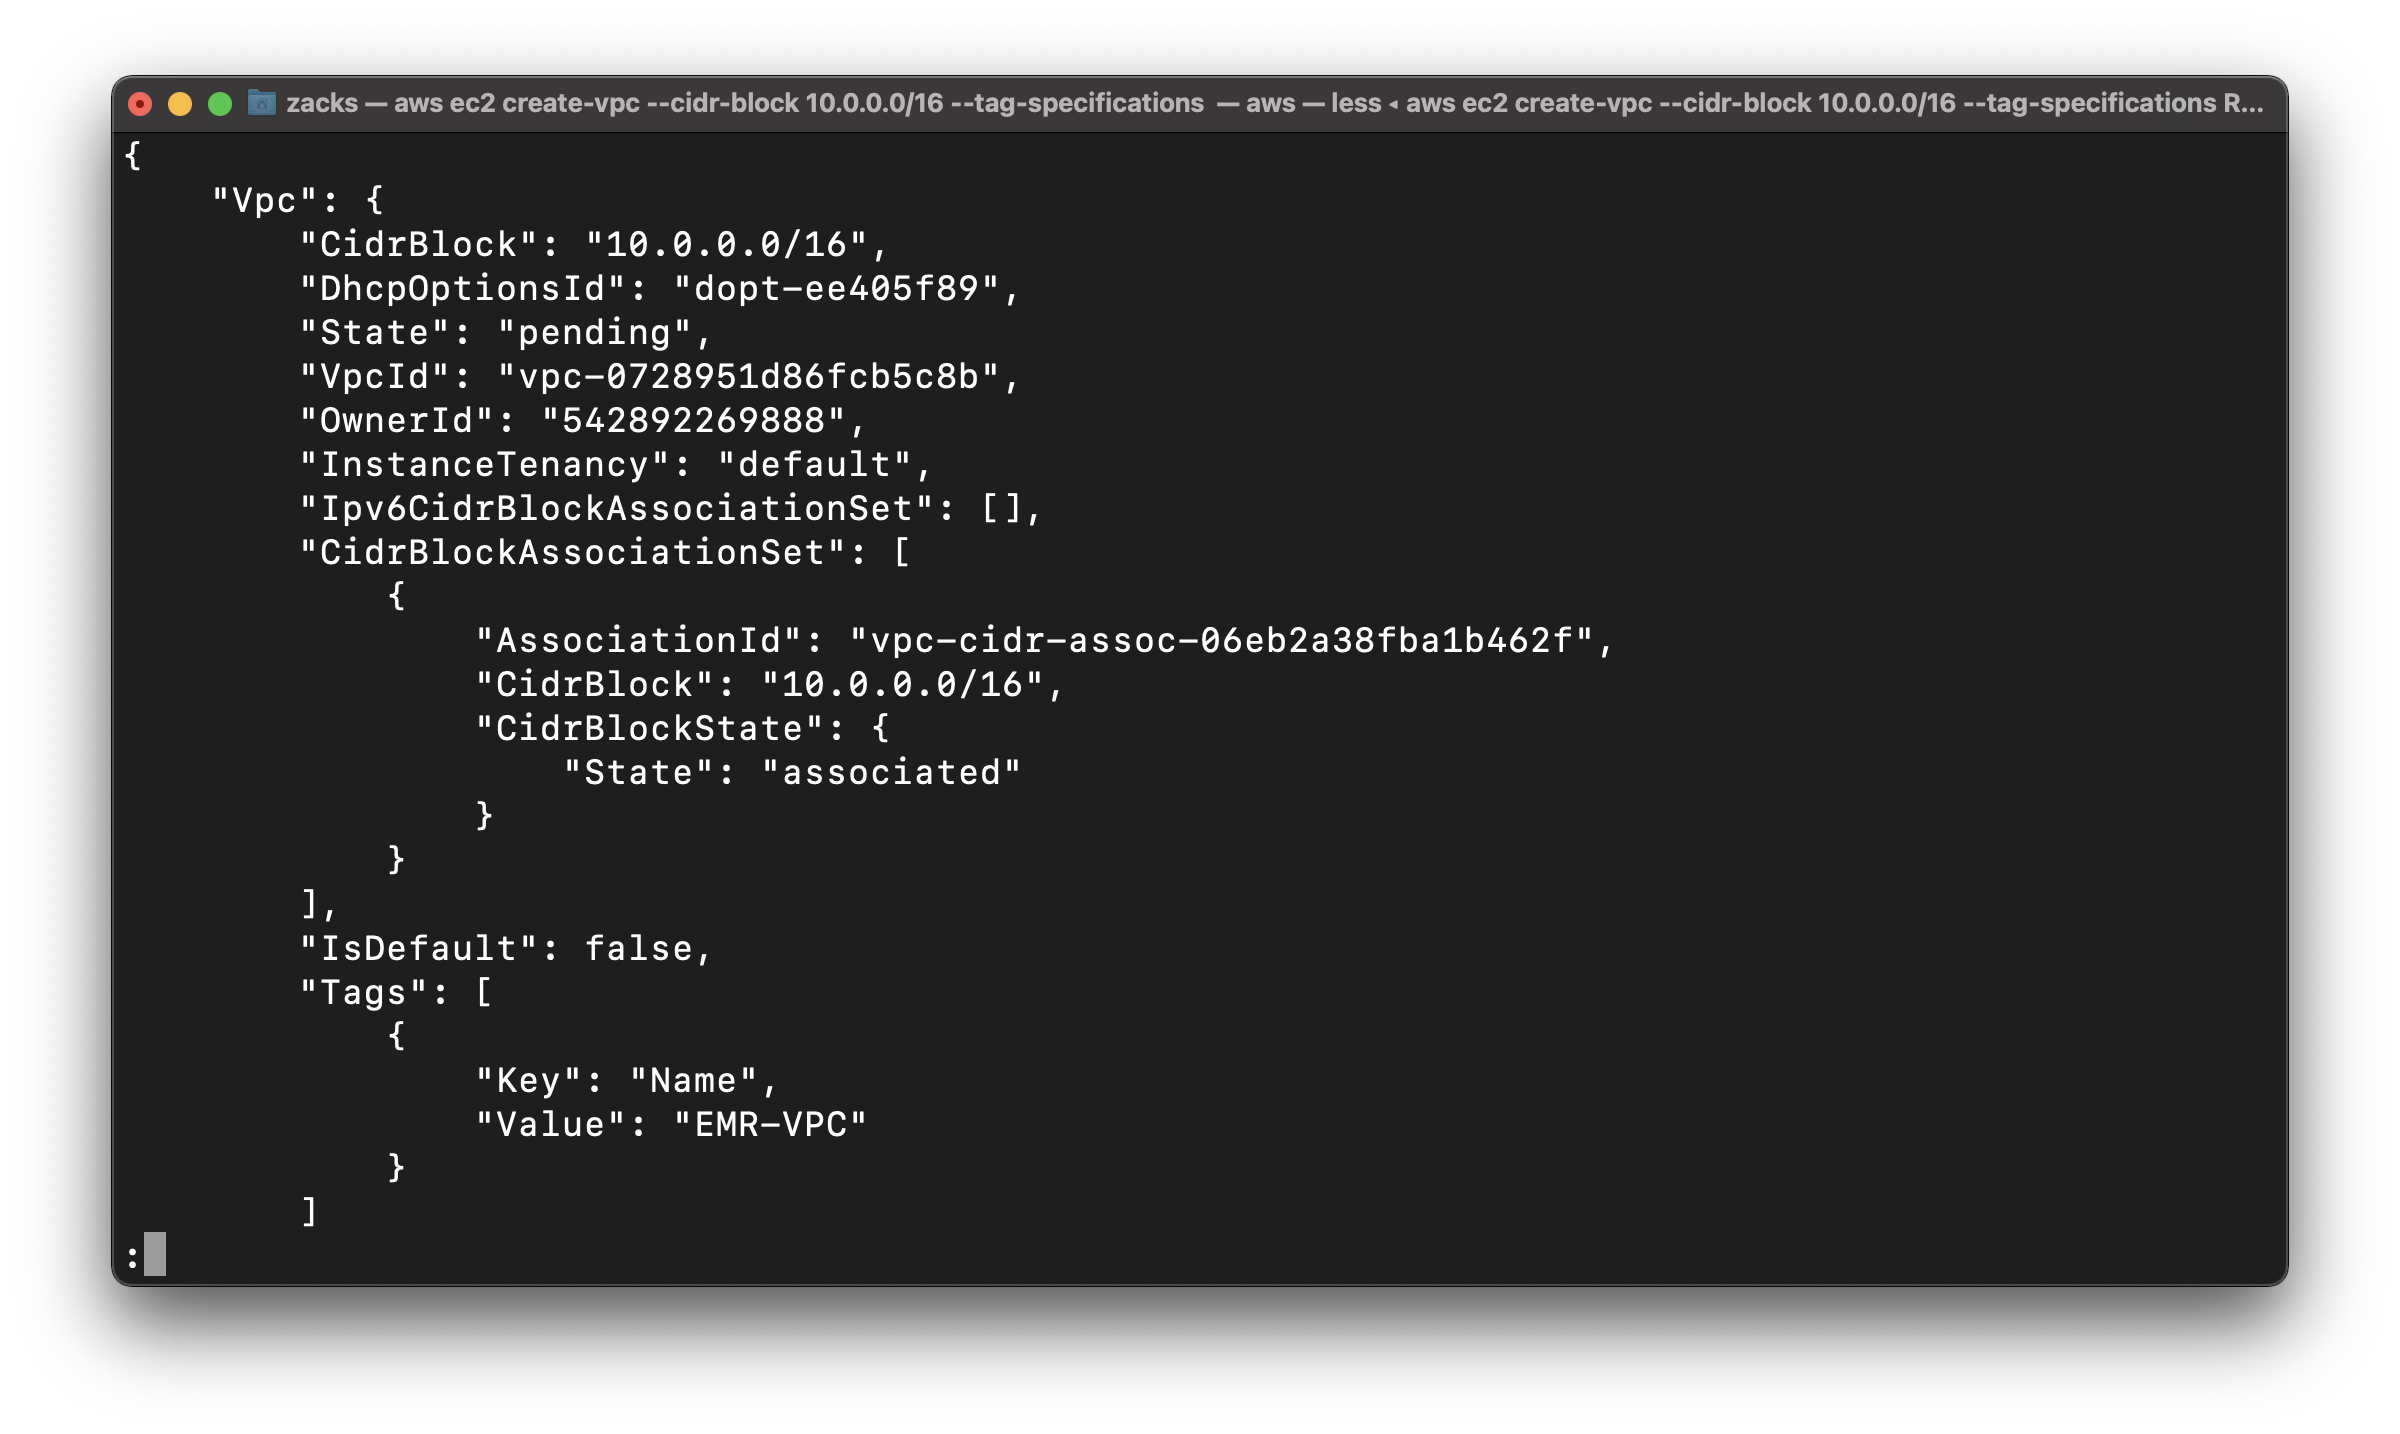 zacks — aws ec2 create-vpc --cidr-block 10.0.0.0/16 --tag-specifications — aws — less ◂ aws ec2 create-vpc --cidr-block 10.0.0.0/16 --tag-specifications R...
{
    "Vpc": {
        "CidrBlock": "10.0.0.0/16",
        "DhcpOptionsId": "dopt-ee405f89",
        "State": "pending",
        "VpcId": "vpc-0728951d86fcb5c8b",
        "OwnerId": "542892269888",
        "InstanceTenancy": "default",
        "Ipv6CidrBlockAssociationSet": [],
        "CidrBlockAssociationSet": [
            {
                "AssociationId": "vpc-cidr-assoc-06eb2a38fba1b462f",
                "CidrBlock": "10.0.0.0/16",
                "CidrBlockState": {
                    "State": "associated"
                }
            }
        ],
        "IsDefault": false,
        "Tags": [
            {
                "Key": "Name",
                "Value": "EMR-VPC"
            }
        ]
: